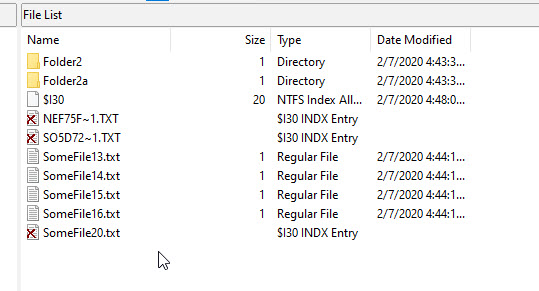 File List
Name Size Type Date Modified
Folder2 1 Directory 2/7/2020 4:43:3...
Folder2a 1 Directory 2/7/2020 4:43:3...
$I30 20 NTFS Index All... 2/7/2020 4:48:0...
NEF75F~1.TXT $I30 INDX Entry
SO5D72~1.TXT $I30 INDX Entry
SomeFile13.txt 1 Regular File 2/7/2020 4:44:1...
SomeFile14.txt 1 Regular File 2/7/2020 4:44:1...
SomeFile15.txt 1 Regular File 2/7/2020 4:44:1...
SomeFile16.txt 1 Regular File 2/7/2020 4:44:1...
SomeFile20.txt $I30 INDX Entry